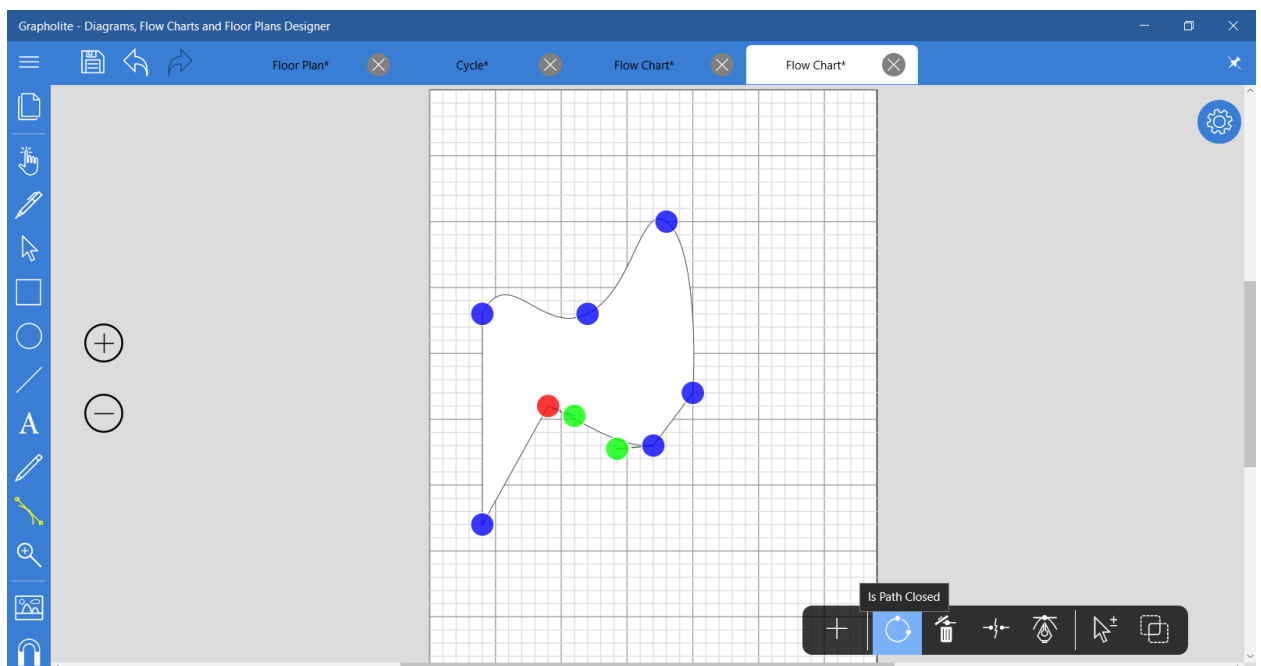 Grapholite - Diagrams, Flow Charts and Floor Plans Designer
Floor Plan*
Cycle*
Flow Chart*
Flow Chart*
A
Is Path Closed